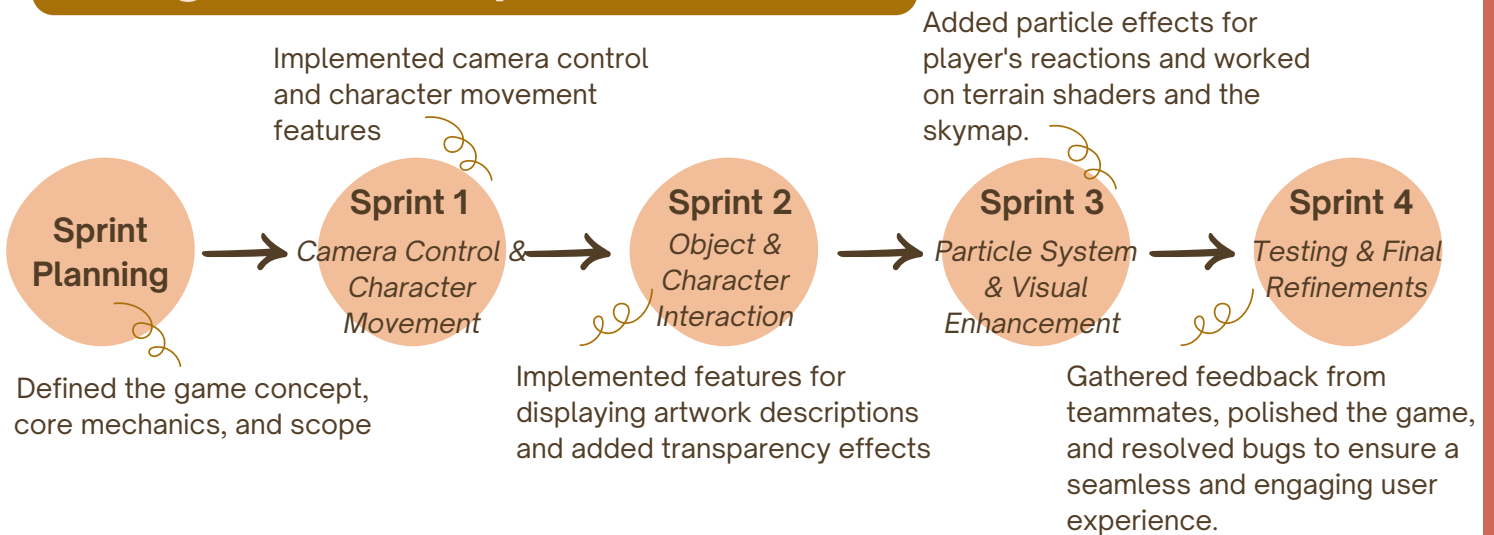 Implemented camera control
and character movement
features
Added particle effects for
player's reactions and worked
on terrain shaders and the
skymap.
Sprint
Planning
Sprint 1
Camera Control &
Character
Movement
Sprint 2
Object &
Character
Interaction
Sprint 3
Particle System
& Visual
Enhancement
Sprint 4
Testing & Final
Refinements
Defined the game concept,
core mechanics, and scope
Implemented features for
displaying artwork descriptions
and added transparency effects
Gathered feedback from
teammates, polished the game,
and resolved bugs to ensure a
seamless and engaging user
experience.